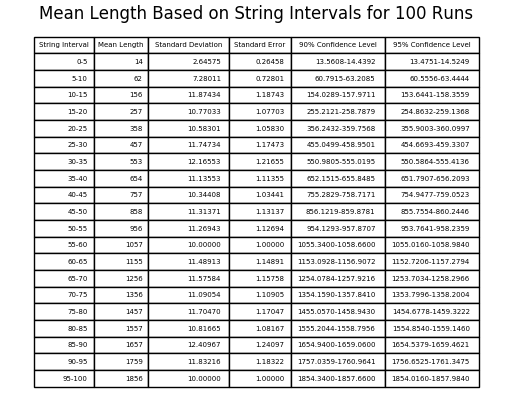 Mean Length Based on String Intervals for 100 Runs
String Interval Mean Length Standard Deviation Standard Error 90% Confidence Level 95% Confidence Level
0-5 14 2.64575 0.26458 13.5608-14.4392 13.4751-14.5249
5-10 62 7.28011 0.72801 60.7915-63.2085 60.5556-63.4444
10-15 156 11.87434 1.18743 154.0289-157.9711 153.6441-158.3559
15-20 257 10.77033 1.07703 255.2121-258.7879 254.8632-259.1368
20-25 358 10.58301 1.05830 356.2432-359.7568 355.9003-360.0997
25-30 457 11.74734 1.17473 455.0499-458.9501 454.6693-459.3307
30-35 553 12.16553 1.21655 550.9805-555.0195 550.5864-555.4136
35-40 654 11.13553 1.11355 652.1515-655.8485 651.7907-656.2093
40-45 757 10.34408 1.03441 755.2829-758.7171 754.9477-759.0523
45-50 858 11.31371 1.13137 856.1219-859.8781 855.7554-860.2446
50-55 956 11.26943 1.12694 954.1293-957.8707 953.7641-958.2359
55-60 1057 10.00000 1.00000 1055.3400-1058.6600 1055.0160-1058.9840
60-65 1155 11.48913 1.14891 1153.0928-1156.9072 1152.7206-1157.2794
65-70 1256 11.57584 1.15758 1254.0784-1257.9216 1253.7034-1258.2966
70-75 1356 11.09054 1.10905 1354.1590-1357.8410 1353.7996-1358.2004
75-80 1457 11.70470 1.17047 1455.0570-1458.9430 1454.6778-1459.3222
80-85 1557 10.81665 1.08167 1555.2044-1558.7956 1554.8540-1559.1460
85-90 1657 12.40967 1.24097 1654.9400-1659.0600 1654.5379-1659.4621
90-95 1759 11.83216 1.18322 1757.0359-1760.9641 1756.6525-1761.3475
95-100 1856 10.00000 1.00000 1854.3400-1857.6600 1854.0160-1857.9840